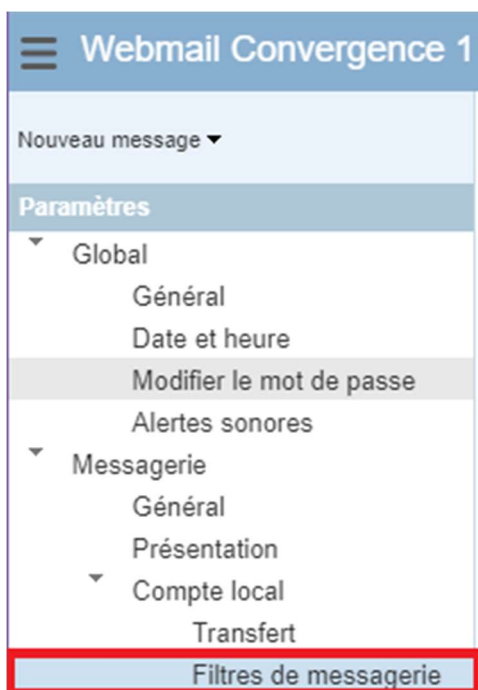 Webmail Convergence 1
Nouveau message
Paramètres
Global
Général
Date et heure
Modifier le mot de passe
Alertes sonores
Messagerie
Général
Présentation
Compte local
Transfert
Filtres de messagerie